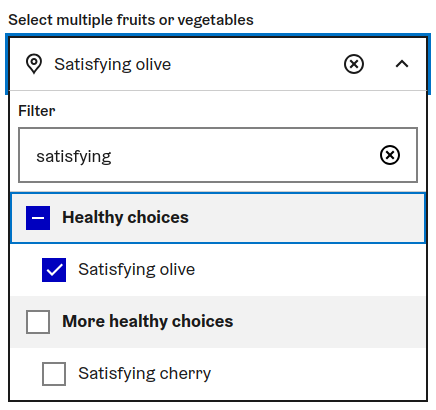 Select multiple fruits or vegetables
Satisfying olive
Filter
satisfying
Healthy choices
Satisfying olive
More healthy choices
Satisfying cherry